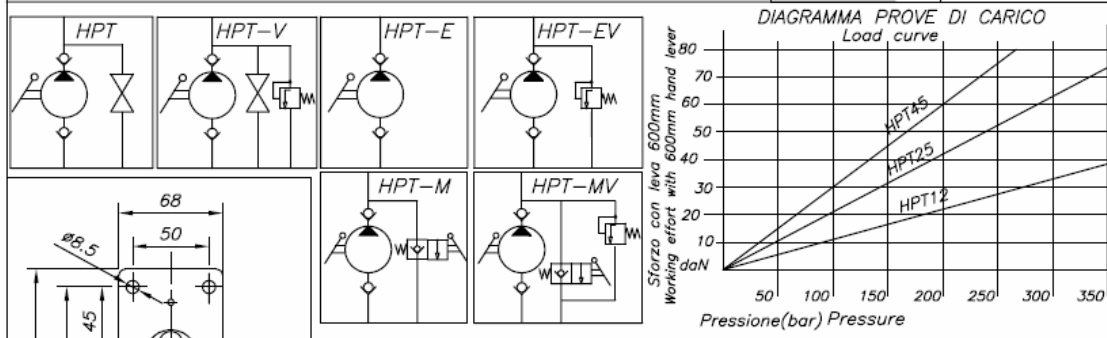 HPT
HPT-V
HPT-E
HPT-EV
HPT-M
HPT-MV
68
50
ø8.5
45
DIAGRAMMA PROVE DI CARICO
Load curve
Sforzo con leva 600mm
Working effort with 600mm hand lever
80
70
60
50
40
30
20
10
daN
HPT45
HPT25
HPT12
50 100 150 200 250 300 350
Pressione(bar) Pressure